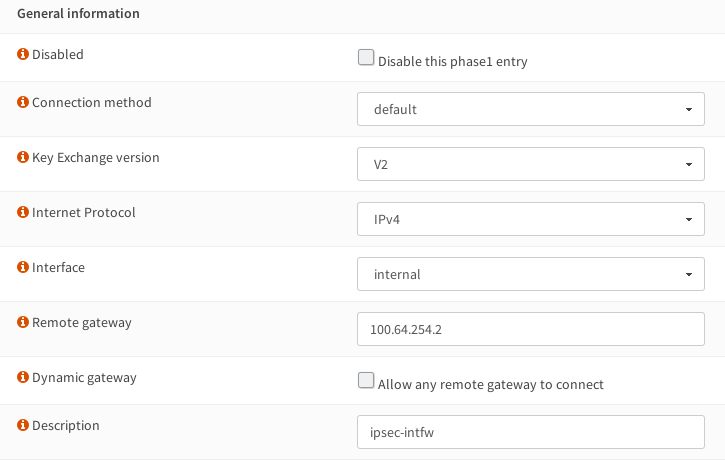 General information
Disabled
Disable this phase1 entry
Connection method
default
Key Exchange version
V2
Internet Protocol
IPv4
Interface
internal
Remote gateway
100.64.254.2
Dynamic gateway
Allow any remote gateway to connect
Description
ipsec-intfw